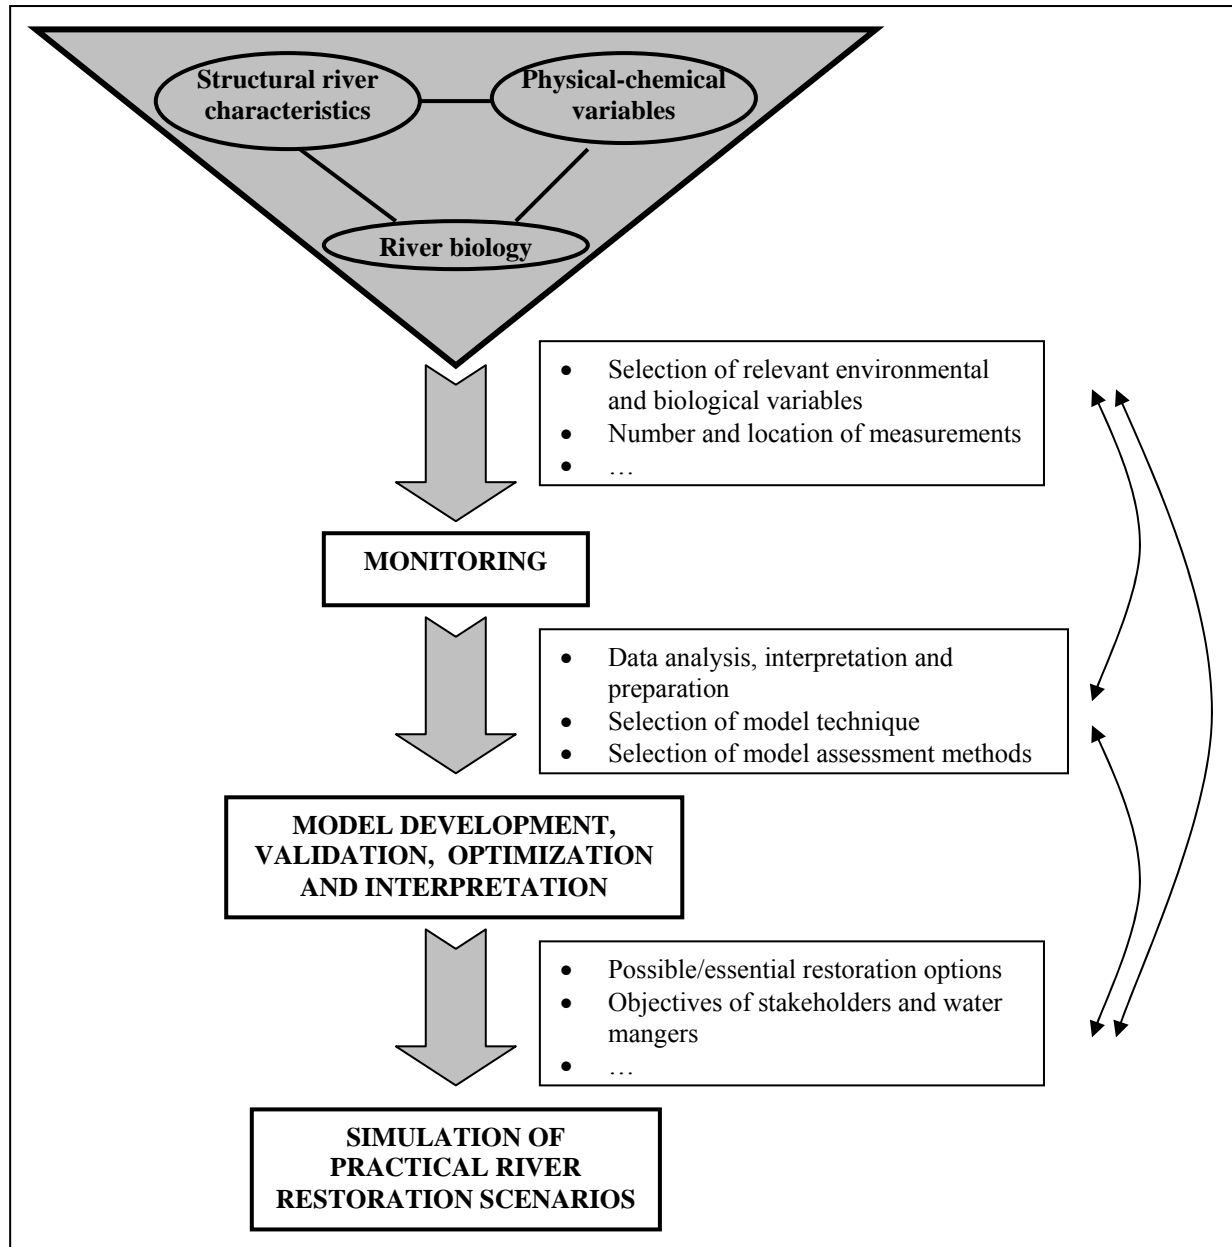 Structural river
characteristics
Physical-chemical
variables
River biology
• Selection of relevant environmental
and biological variables
• Number and location of measurements
• …
MONITORING
• Data analysis, interpretation and
preparation
• Selection of model technique
• Selection of model assessment methods
MODEL DEVELOPMENT,
VALIDATION, OPTIMIZATION
AND INTERPRETATION
• Possible/essential restoration options
• Objectives of stakeholders and water
mangers
• …
SIMULATION OF
PRACTICAL RIVER
RESTORATION SCENARIOS